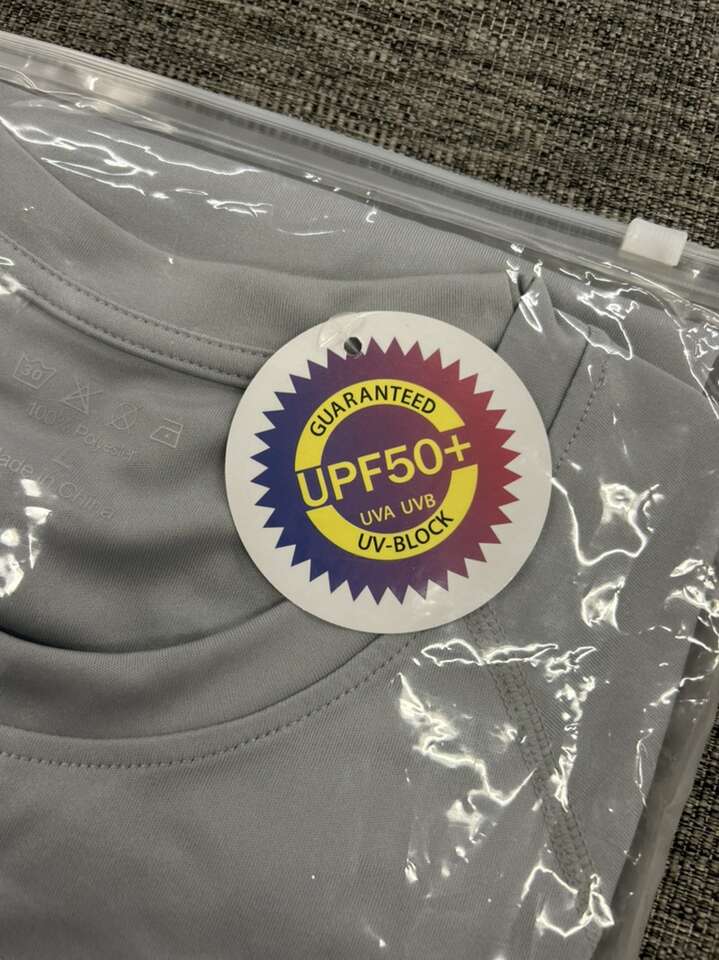 GUARANTEED
UPF50+
UVA UVB
UV-BLOCK
30
100% Polyester
L
Made in China